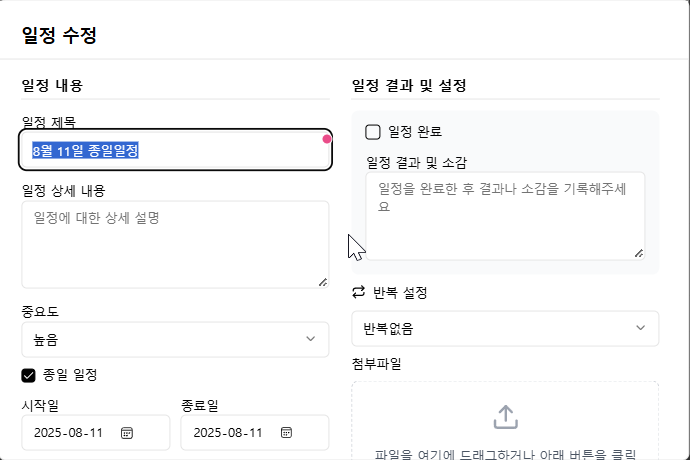 일정 수정
일정 내용
일정 제목
8월 11일 종일일정
일정 상세 내용
일정에 대한 상세 설명
중요도
높음
종일 일정
시작일
종료일
2025-08-11
2025-08-11
일정 결과 및 설정
일정 완료
일정 결과 및 소감
일정을 완료한 후 결과나 소감을 기록해주세
요
반복 설정
반복없음
첨부파일
파일을 여기에 드래그하거나 아래 버튼을 클릭